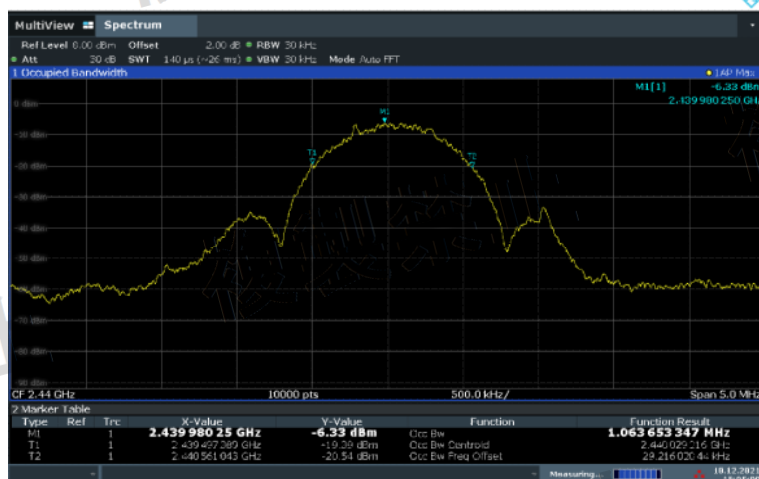 MultiView Spectrum
Ref Level 0.00 dBm Offset 2.00 dB RBW 30 kHz
Att 30 dB SWT 140 µs (~26 ms) VBW 30 kHz Mode Auto FFT
1 Occupied Bandwidth 1AP Max
M1[1] -6.33 dBm
2.439 980 250 GHz
0 dBm
M1
-10 dBm
T1
T2
-20 dBm
-30 dBm
-40 dBm
-50 dBm
-60 dBm
-70 dBm
-80 dBm
-90 dBm
CF 2.44 GHz 10000 pts 500.0 kHz/ Span 5.0 MHz
2 Marker Table
Type Ref Trc X-Value Y-Value Function Function Result
M1 1 2.439 980 25 GHz -6.33 dBm Occ Bw 1.063 653 347 MHz
T1 1 2.439 497 389 GHz -19.39 dBm Occ Bw Centroid 2.440 029 216 GHz
T2 1 2.440 561 043 GHz -20.54 dBm Occ Bw Freq Offset 29.216 020 44 kHz
Measuring... 10.12.2021